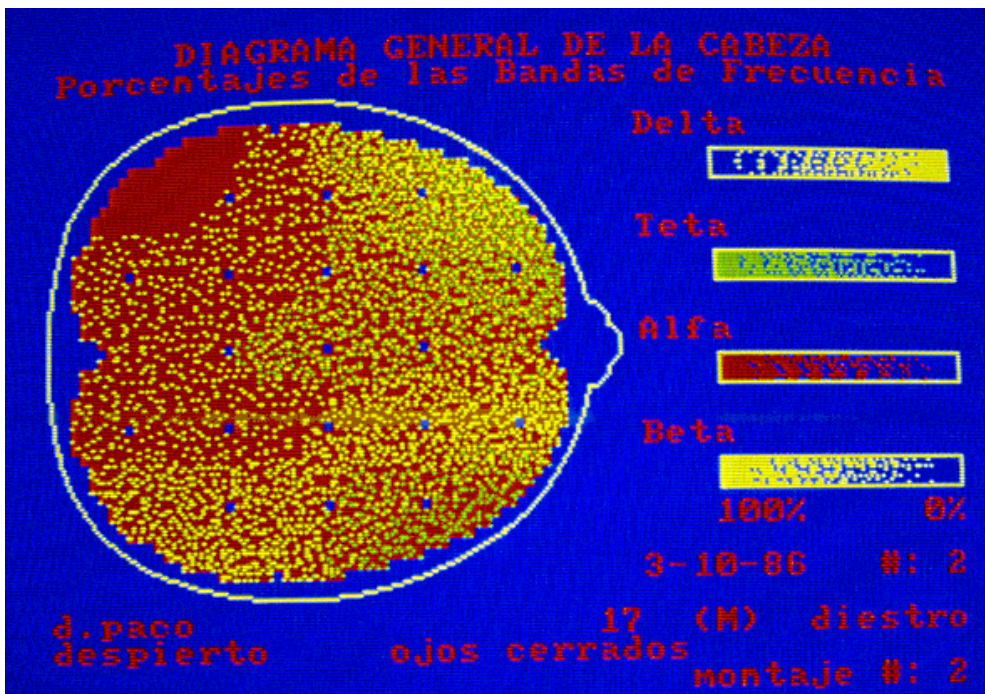 DIAGRAMA GENERAL DE LA CABEZA
Porcentajes de las Bandas de Frecuencia
Delta
Teta
Alfa
Beta
100% 0%
3-10-86 #: 2
d.paco 17 (M) diestro
despierto ojos cerrados
montaje #: 2